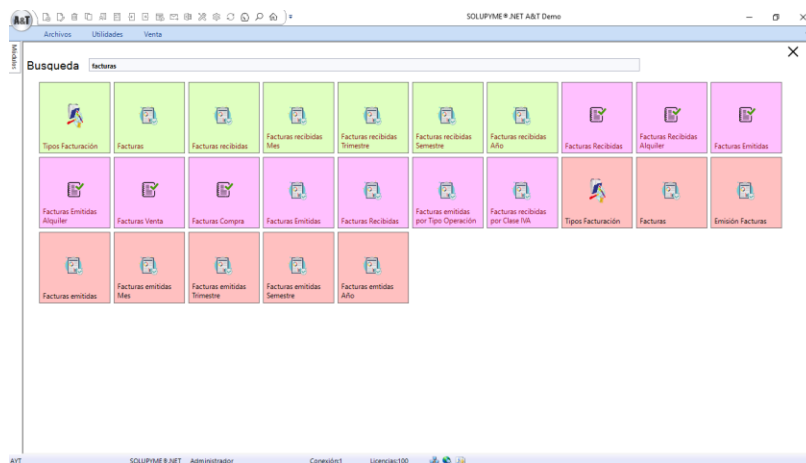 A&T
SOLUPYME®.NET A&T Demo
Archivos Utilidades Venta
Módulos
Busqueda facturas
Tipos Facturación
Facturas
Facturas recibidas
Facturas recibidas
Mes
Facturas recibidas
Trimestre
Facturas recibidas
Semestre
Facturas recibidas
Año
Facturas Recibidas
Facturas Recibidas
Alquiler
Facturas Emitidas
Facturas Emitidas
Alquiler
Facturas Venta
Facturas Compra
Facturas Emitidas
Facturas Recibidas
Facturas emitidas
por Tipo Operación
Facturas recibidas
por Clase IVA
Tipos Facturación
Facturas
Emisión Facturas
Facturas emitidas
Facturas emitidas
Mes
Facturas emitidas
Trimestre
Facturas emitidas
Semestre
Facturas emtidas
Año
AYT SOLUPYME®.NET Administrador Conexión:1 Licencias:100